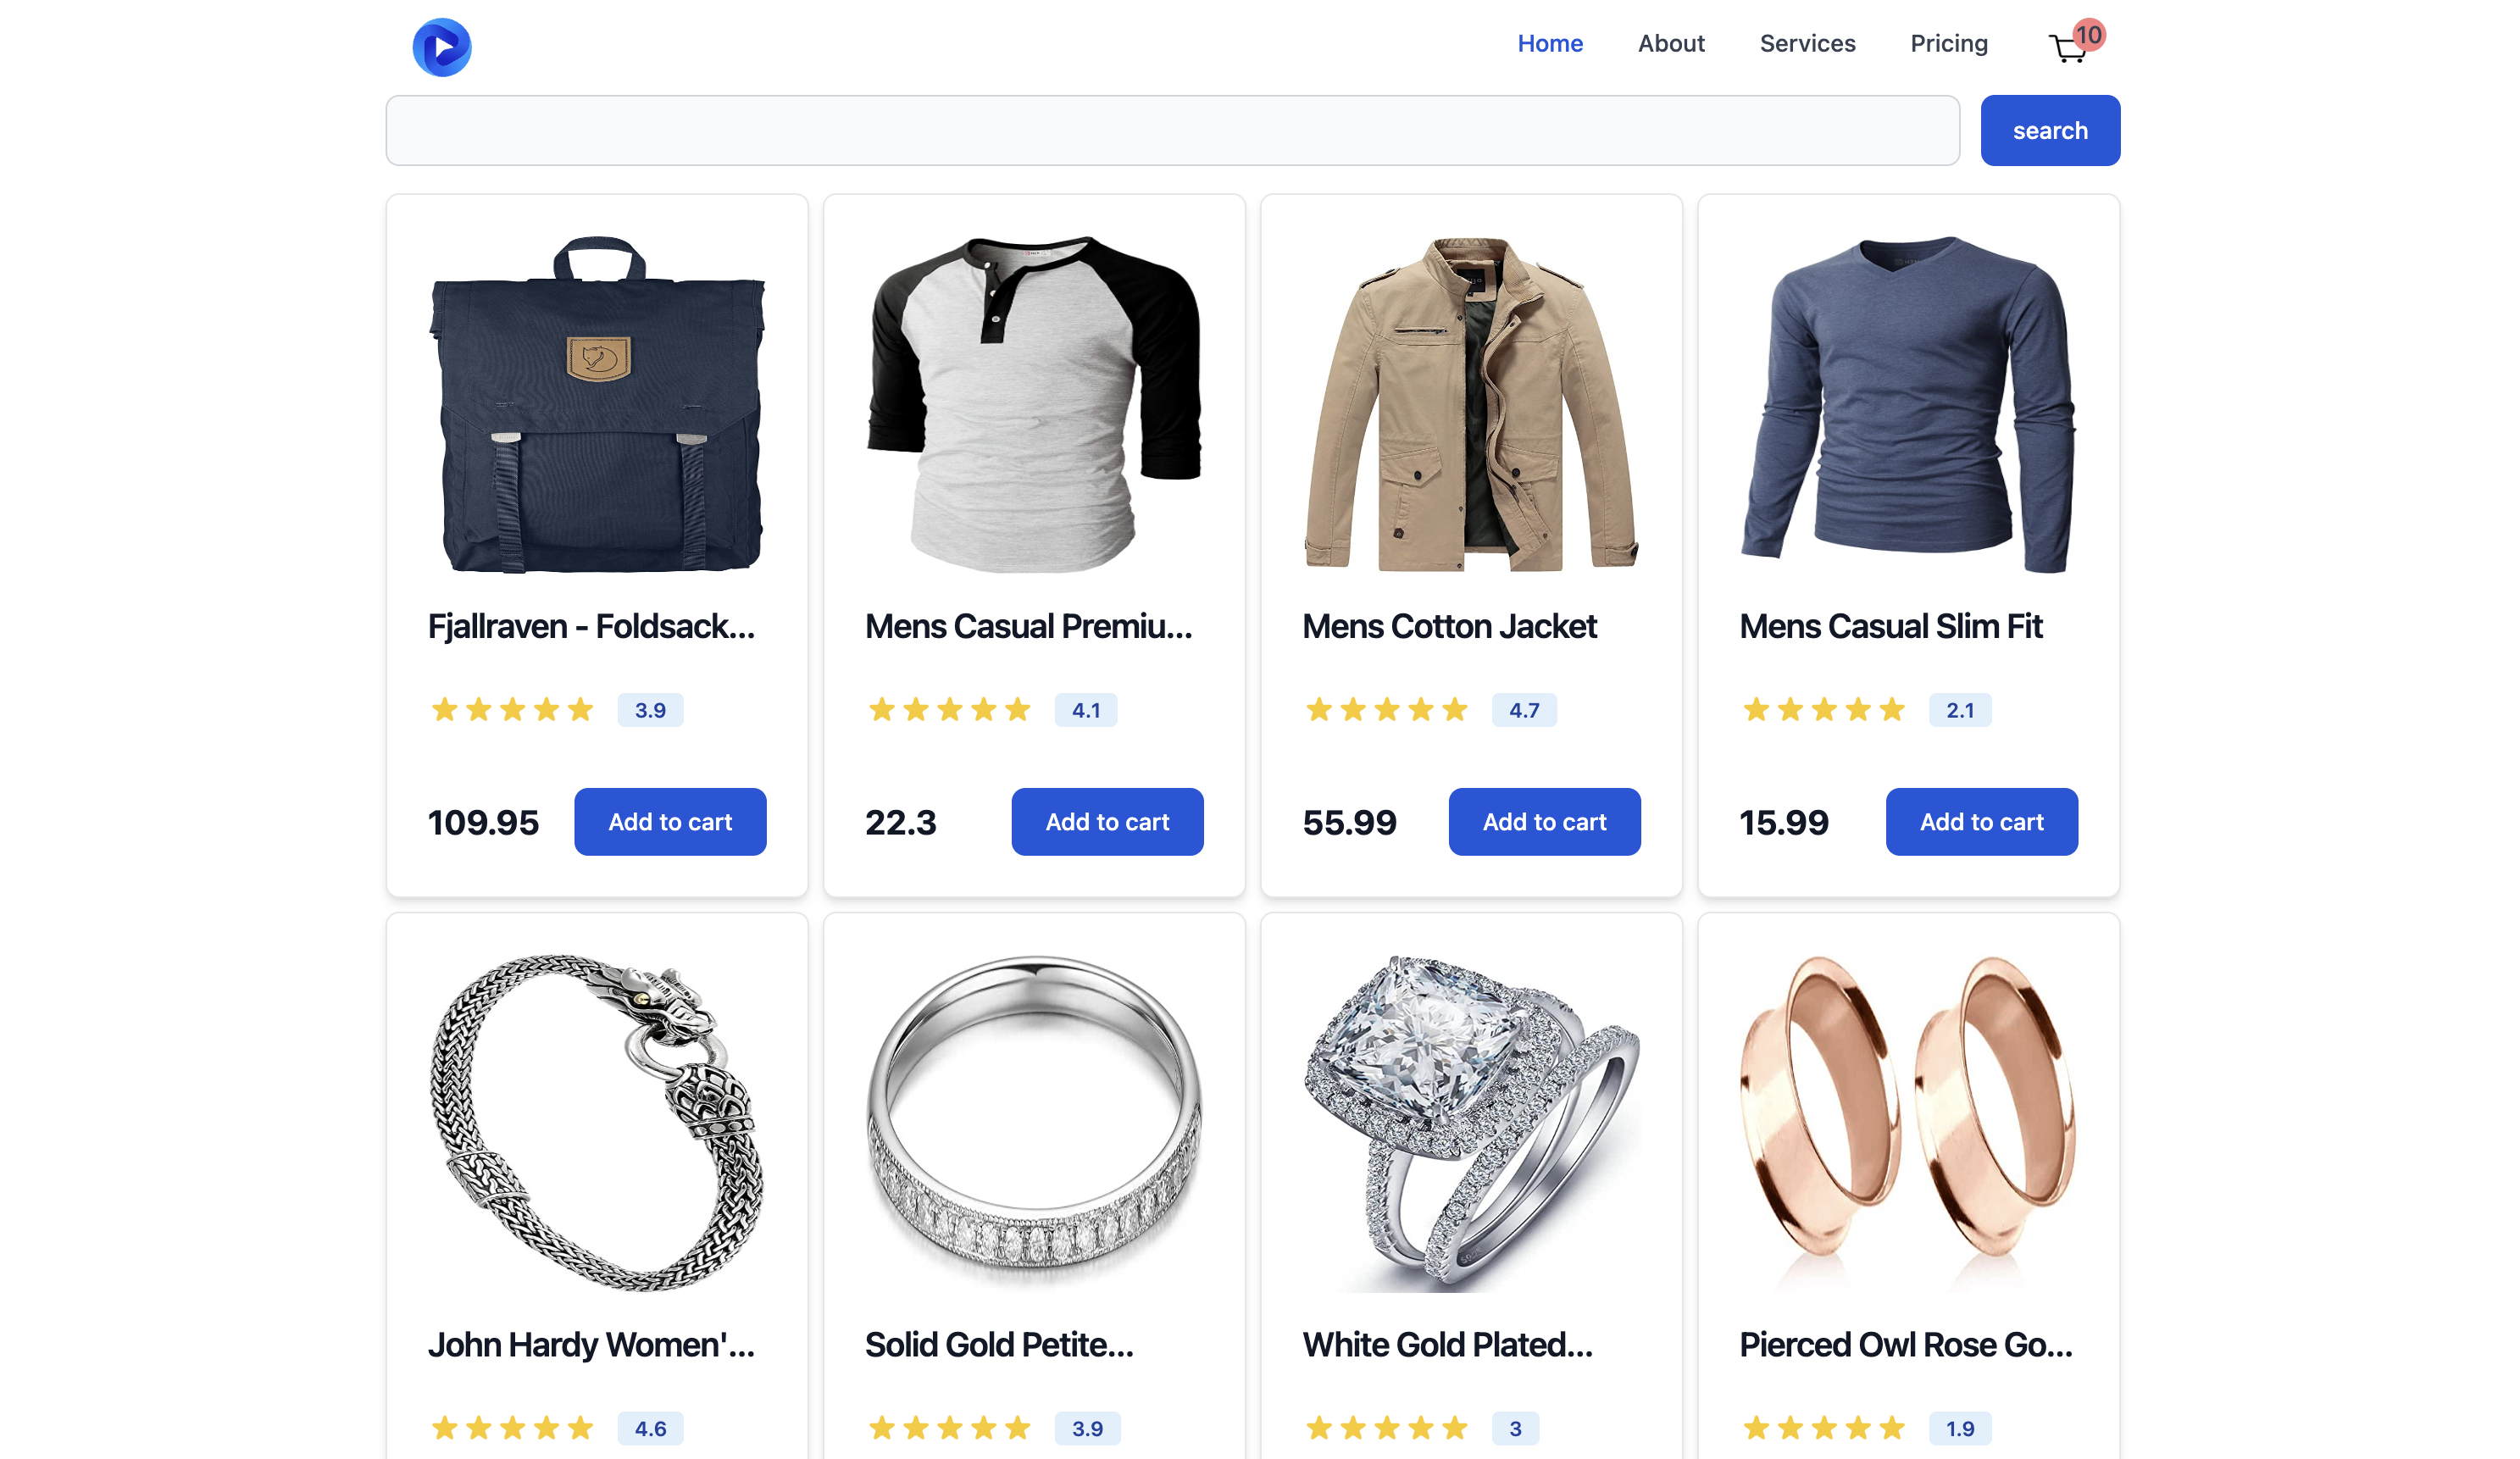 Home About Services Pricing 10
search
Fjallraven - Foldsack... Mens Casual Premiu... Mens Cotton Jacket Mens Casual Slim Fit
3.9 4.1 4.7 2.1
109.95 Add to cart 22.3 Add to cart 55.99 Add to cart 15.99 Add to cart
John Hardy Women'... Solid Gold Petite... White Gold Plated... Pierced Owl Rose Go...
4.6 3.9 3 1.9